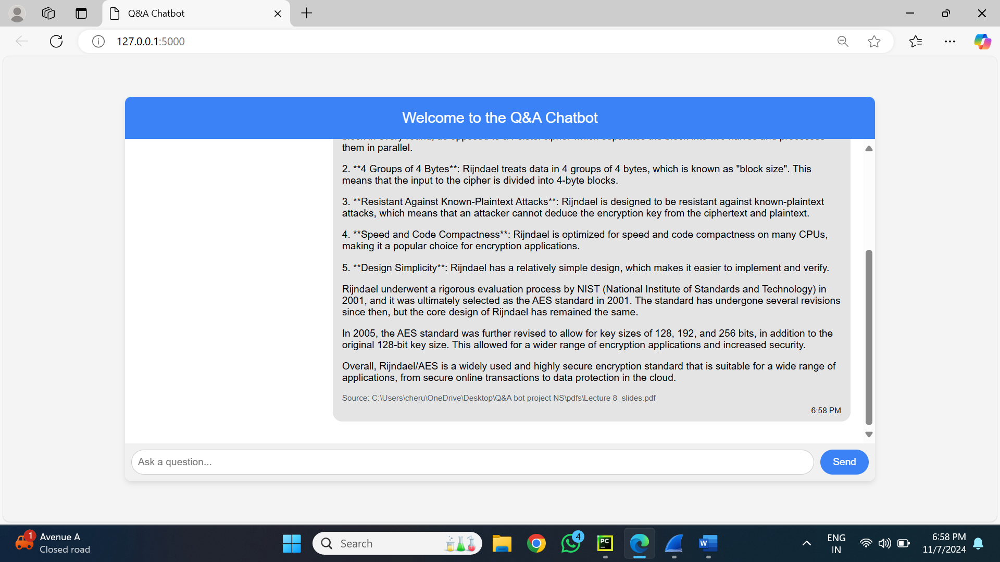 Q&A Chatbot
127.0.0.1:5000
Welcome to the Q&A Chatbot
them in parallel.
2. **4 Groups of 4 Bytes**: Rijndael treats data in 4 groups of 4 bytes, which is known as "block size". This
means that the input to the cipher is divided into 4-byte blocks.
3. **Resistant Against Known-Plaintext Attacks**: Rijndael is designed to be resistant against known-plaintext
attacks, which means that an attacker cannot deduce the encryption key from the ciphertext and plaintext.
4. **Speed and Code Compactness**: Rijndael is optimized for speed and code compactness on many CPUs,
making it a popular choice for encryption applications.
5. **Design Simplicity**: Rijndael has a relatively simple design, which makes it easier to implement and verify.
Rijndael underwent a rigorous evaluation process by NIST (National Institute of Standards and Technology) in
2001, and it was ultimately selected as the AES standard in 2001. The standard has undergone several revisions
since then, but the core design of Rijndael has remained the same.
In 2005, the AES standard was further revised to allow for key sizes of 128, 192, and 256 bits, in addition to the
original 128-bit key size. This allowed for a wider range of encryption applications and increased security.
Overall, Rijndael/AES is a widely used and highly secure encryption standard that is suitable for a wide range of
applications, from secure online transactions to data protection in the cloud.
Source: C:\Users\cheru\OneDrive\Desktop\Q&A bot project NS\pdfs\Lecture 8_slides.pdf
6:58 PM
Ask a question...
Send
1
Avenue A
Closed road
Search
4
PC
W
ENG
IN
6:58 PM
11/7/2024